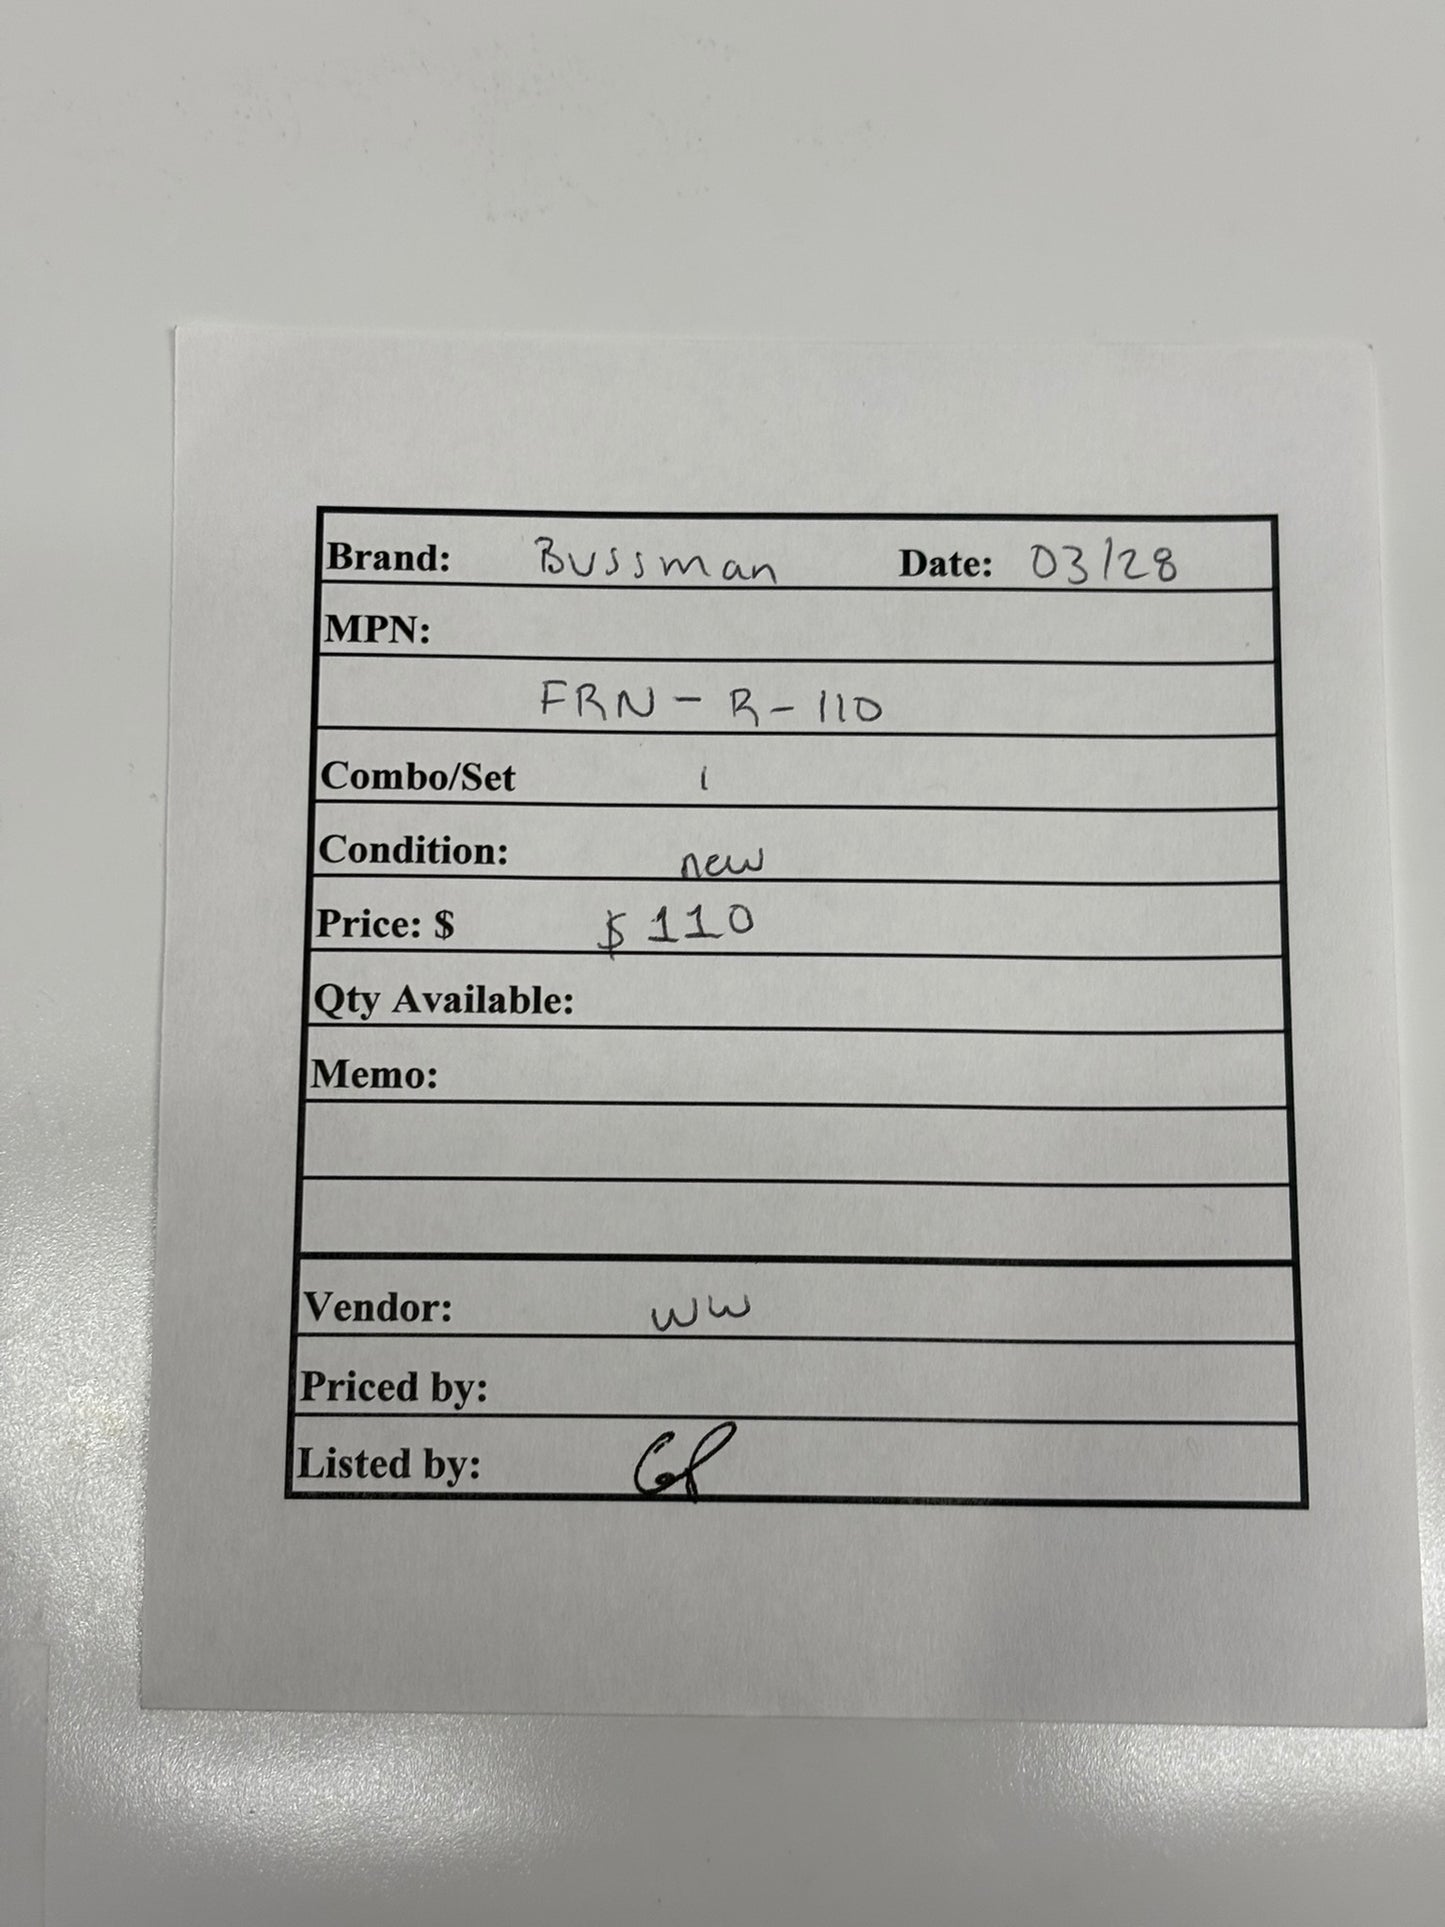 Brand: Bussman Date: 03/28
MPN:
FRN - R - 110
Combo/Set 1
Condition: new
Price: $ $110
Qty Available:
Memo:
Vendor: WW
Priced by:
Listed by: